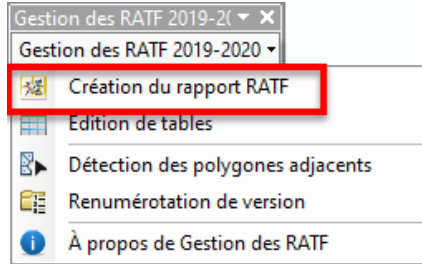 Gestion des RATF 2019-2(
Gestion des RATF 2019-2020
Création du rapport RATF
Edition de tables
Détection des polygones adjacents
Renumérotation de version
À propos de Gestion des RATF